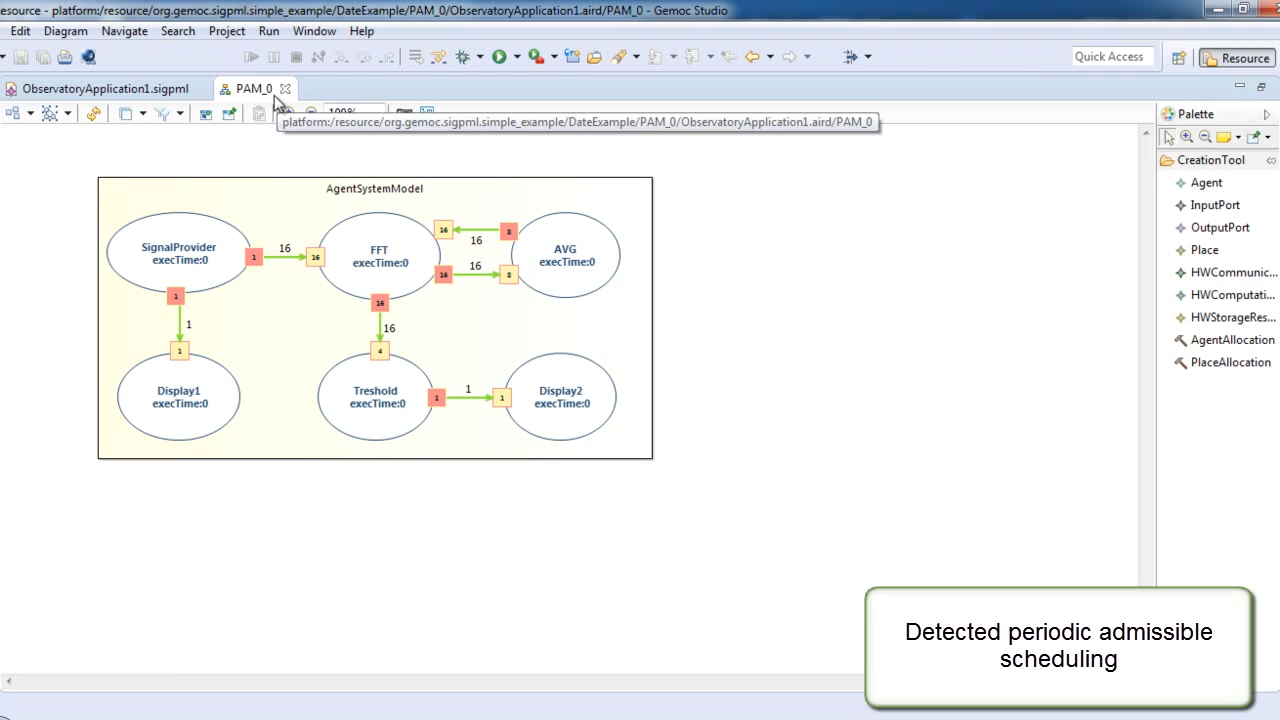 esource - platform:/resource/org.gemoc.sigpml.simple_example/DateExample/PAM_0/ObservatoryApplication1.aird/PAM_0 - Gemoc Studio
Edit Diagram Navigate Search Project Run Window Help
Quick Access Resource
ObservatoryApplication1.sigpml PAM_0
100%
platform:/resource/org.gemoc.sigpml.simple_example/DateExample/PAM_0/ObservatoryApplication1.aird/PAM_0
Palette
CreationTool
Agent
InputPort
OutputPort
Place
HWCommunic...
HWComputati...
HWStorageRes...
AgentAllocation
PlaceAllocation
AgentSystemModel
SignalProvider
execTime:0
1
16
16
FFT
execTime:0
16
16
8
AVG
execTime:0
16
16
8
1
1
1
16
16
4
Display1
execTime:0
Treshold
execTime:0
1
1
1
Display2
execTime:0
Detected periodic admissible
scheduling